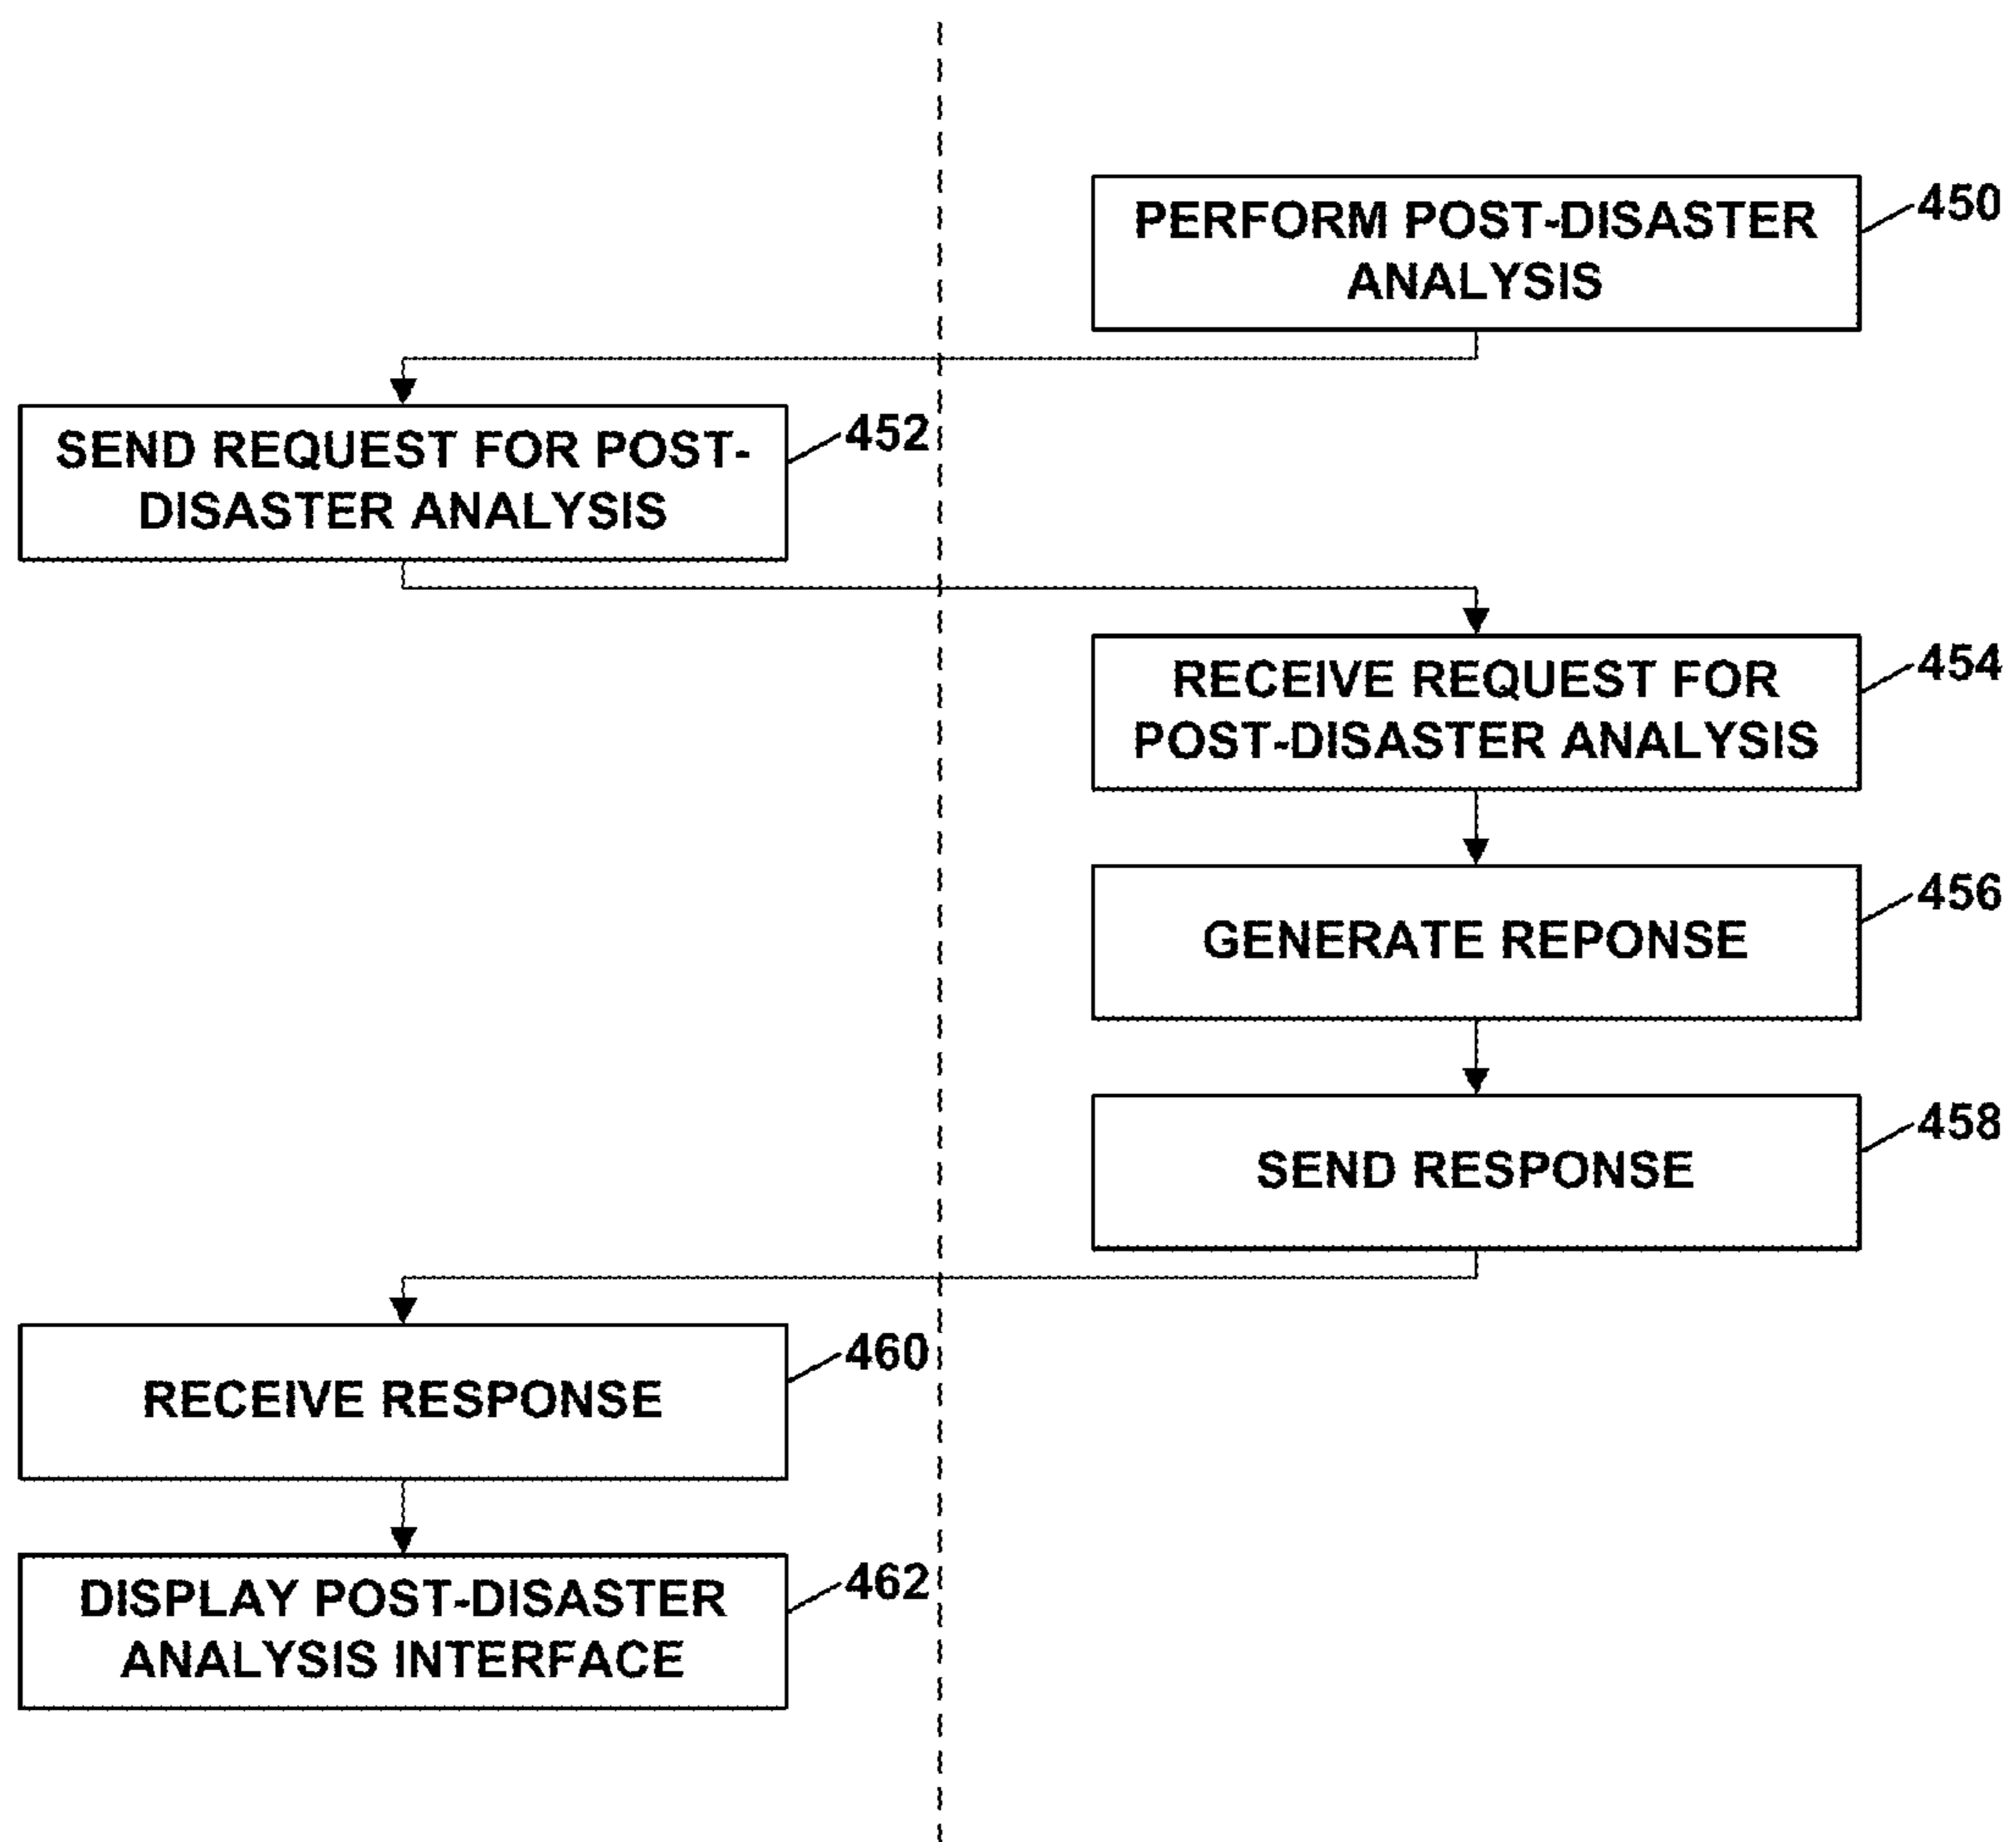 PERFORM POST-DISASTER
ANALYSIS
450
SEND REQUEST FOR POST-
DISASTER ANALYSIS
452
RECEIVE REQUEST FOR
POST-DISASTER ANALYSIS
454
GENERATE REPONSE
456
SEND RESPONSE
458
RECEIVE RESPONSE
460
DISPLAY POST-DISASTER
ANALYSIS INTERFACE
462